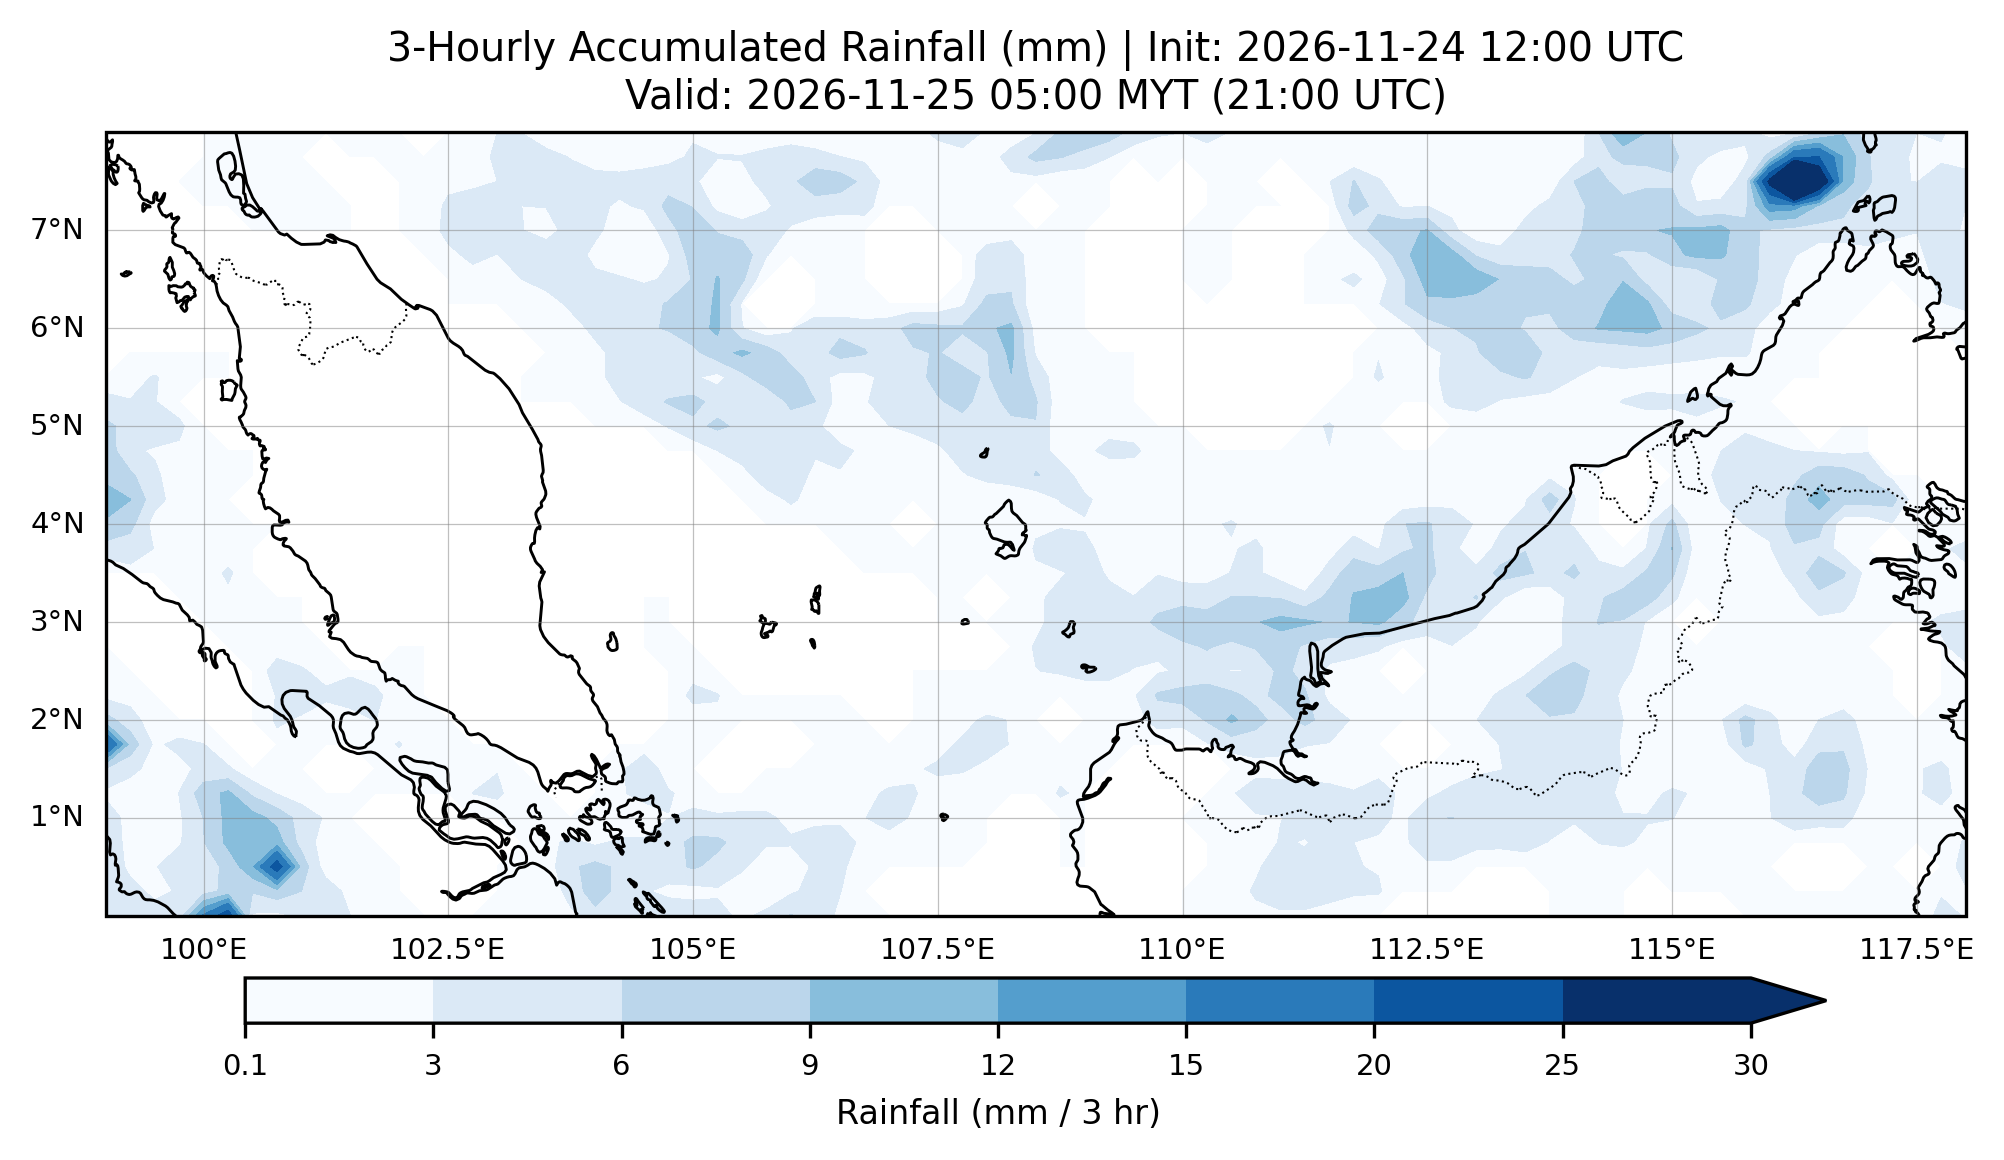 3-Hourly Accumulated Rainfall (mm) | Init: 2026-11-24 12:00 UTC
Valid: 2026-11-25 05:00 MYT (21:00 UTC)
7°N
6°N
5°N
4°N
3°N
2°N
1°N
100°E 102.5°E 105°E 107.5°E 110°E 112.5°E 115°E 117.5°E
0.1 3 6 9 12 15 20 25 30
Rainfall (mm / 3 hr)